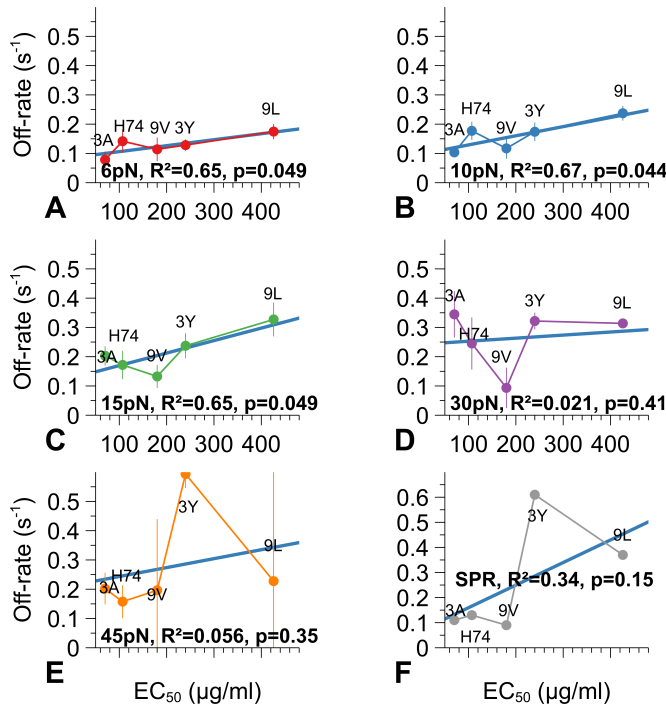 0.5
0.4
0.3
0.2
0.1
0
Off-rate (s⁻¹)
3A
H74
9V
3Y
9L
6pN, R²=0.65, p=0.049
A
100
200
300
400
0.5
0.4
0.3
0.2
0.1
0
3A
H74
9V
3Y
9L
10pN, R²=0.67, p=0.044
B
100
200
300
400
0.5
0.4
0.3
0.2
0.1
0
Off-rate (s⁻¹)
3A
H74
9V
3Y
9L
15pN, R²=0.65, p=0.049
C
100
200
300
400
0.5
0.4
0.3
0.2
0.1
0
3A
H74
9V
3Y
9L
30pN, R²=0.021, p=0.41
D
100
200
300
400
0.5
0.4
0.3
0.2
0.1
0
Off-rate (s⁻¹)
3A
H74
9V
3Y
9L
45pN, R²=0.056, p=0.35
E
100
200
300
400
EC₅₀ (µg/ml)
0.6
0.5
0.4
0.3
0.2
0.1
0
3A
H74
9V
3Y
9L
SPR, R²=0.34, p=0.15
F
100
200
300
400
EC₅₀ (µg/ml)